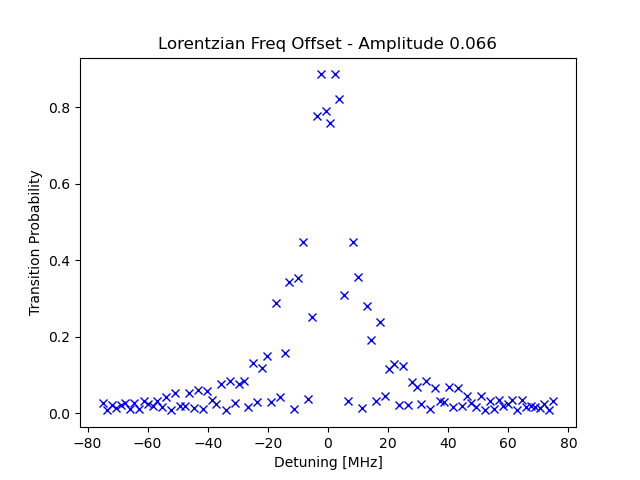 Lorentzian Freq Offset - Amplitude 0.066
Transition Probability
0.8
0.6
0.4
0.2
0.0
−80 −60 −40 −20 0 20 40 60 80
Detuning [MHz]